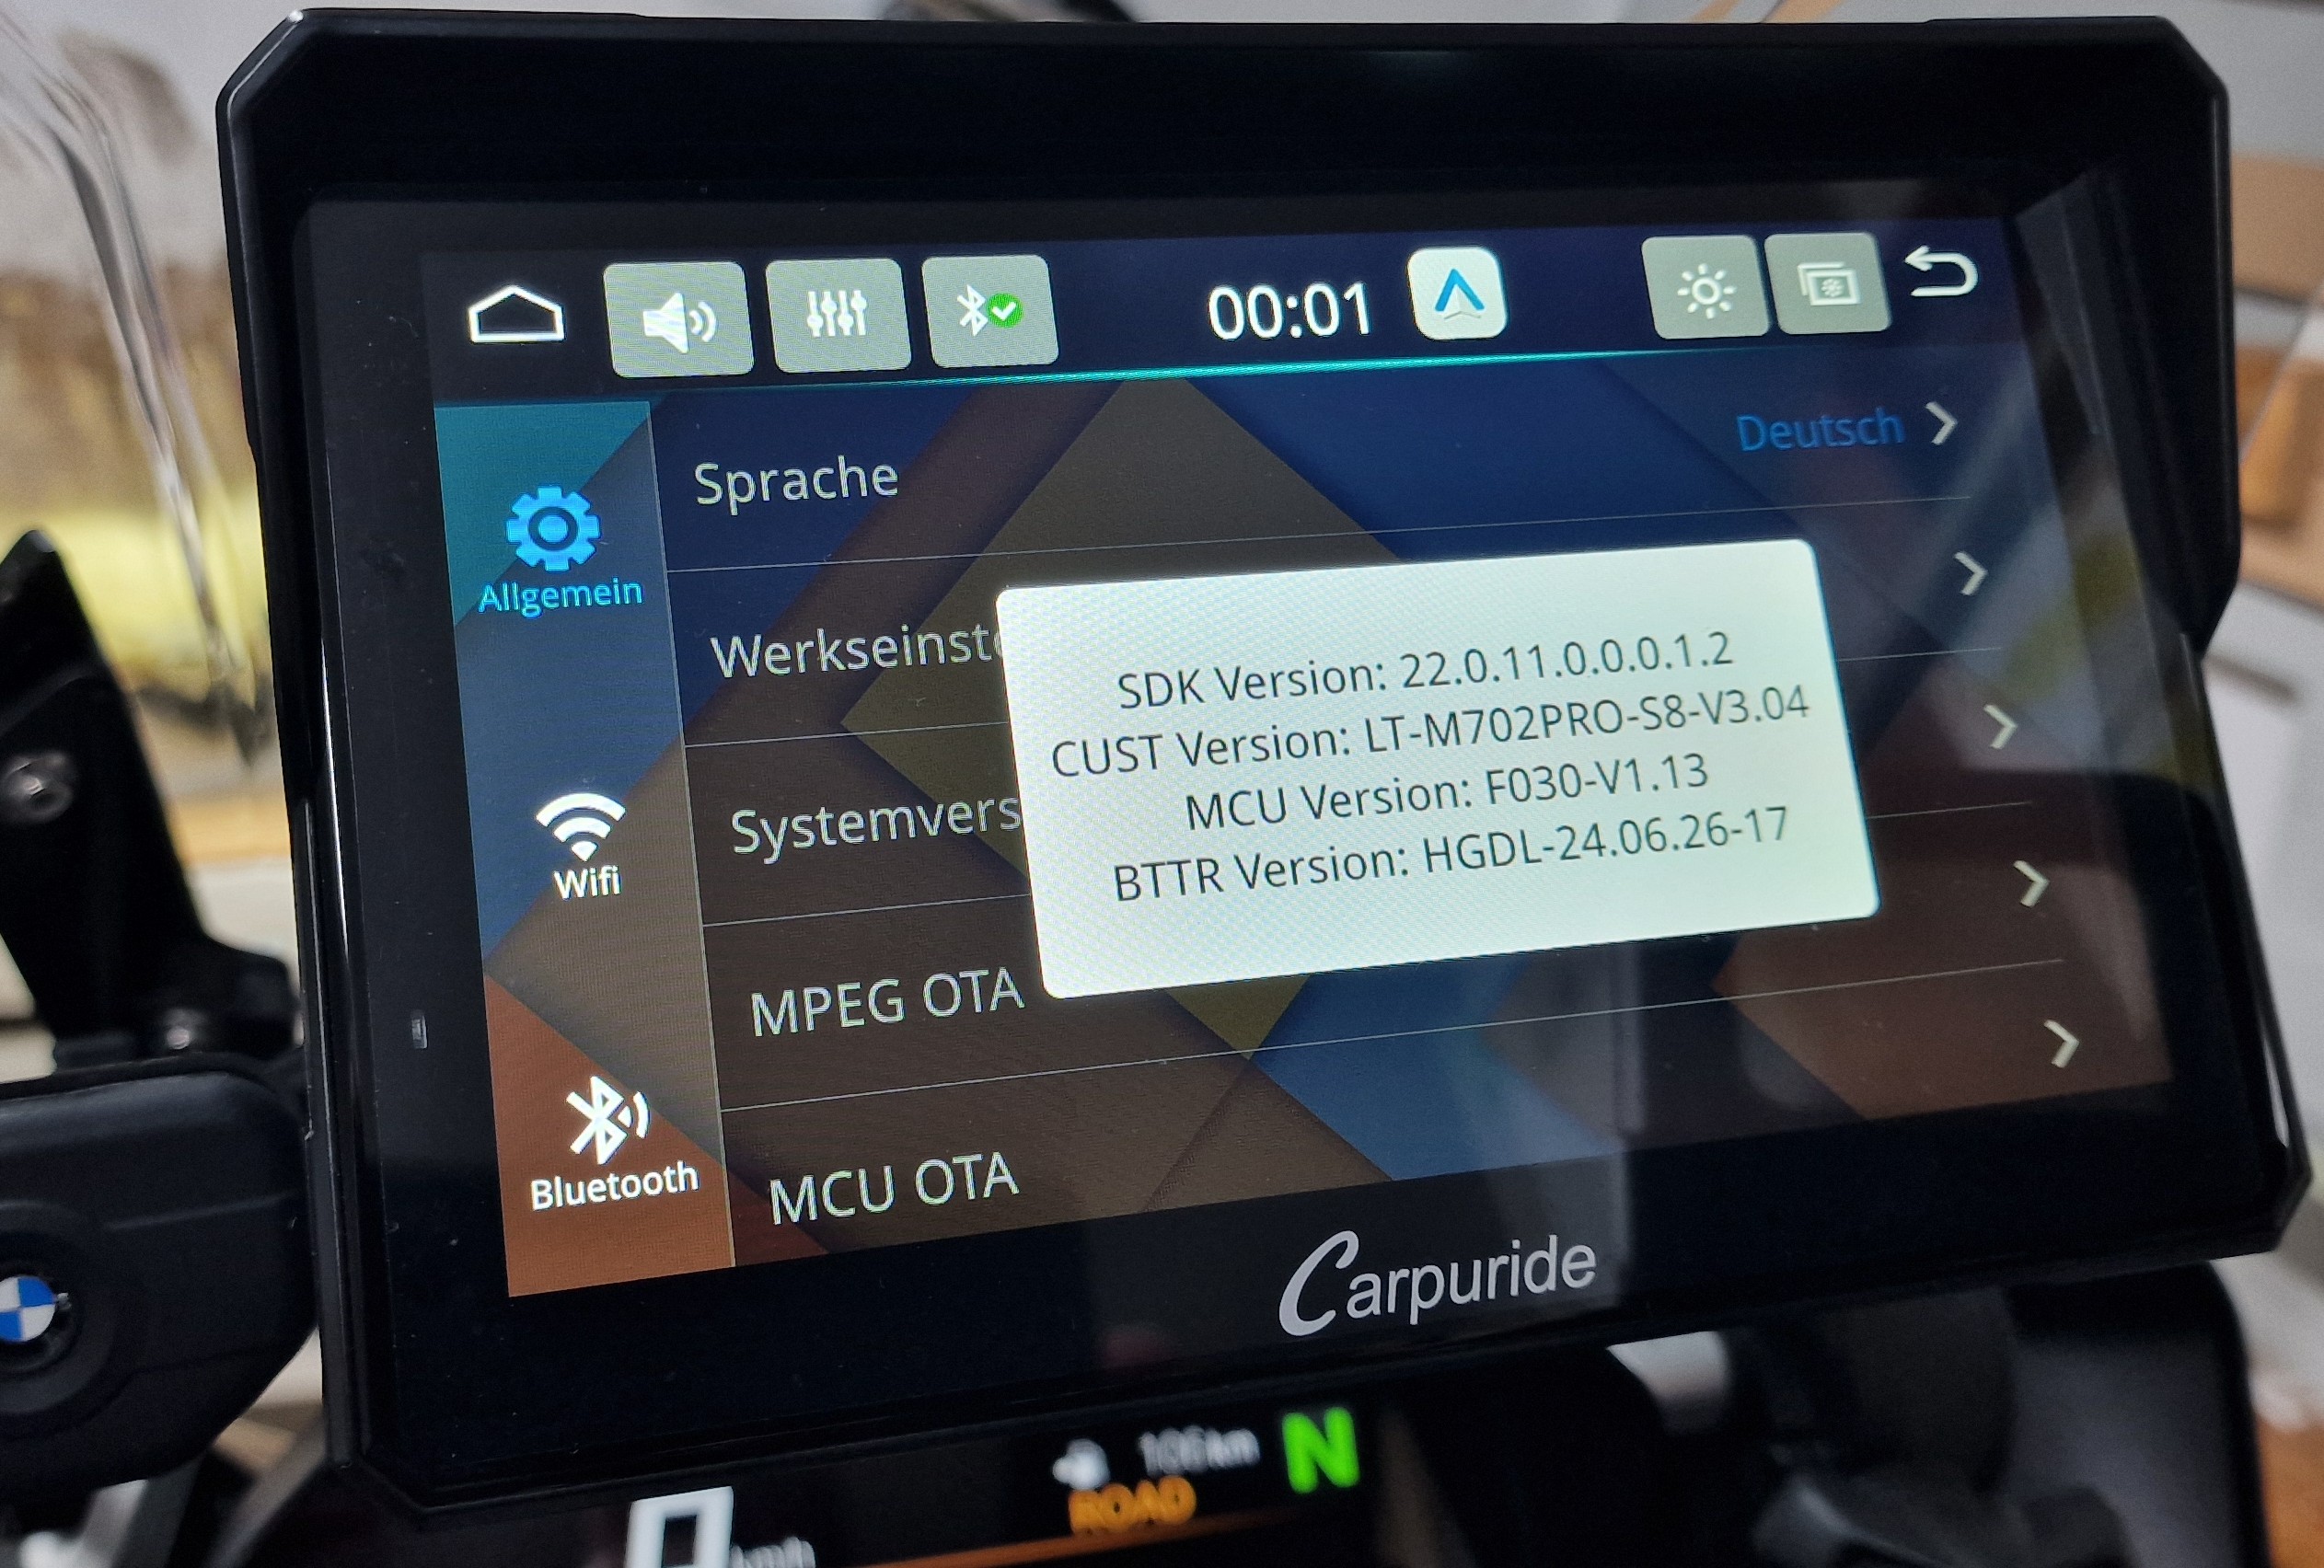 00:01
Sprache
Deutsch
Allgemein
SDK Version: 22.0.11.0.0.0.1.2
CUST Version: LT-M702PRO-S8-V3.04
MCU Version: F030-V1.13
BTTR Version: HGDL-24.06.26-17
Wifi
MPEG OTA
Bluetooth
MCU OTA
Carpuride
N
ROAD
km/h